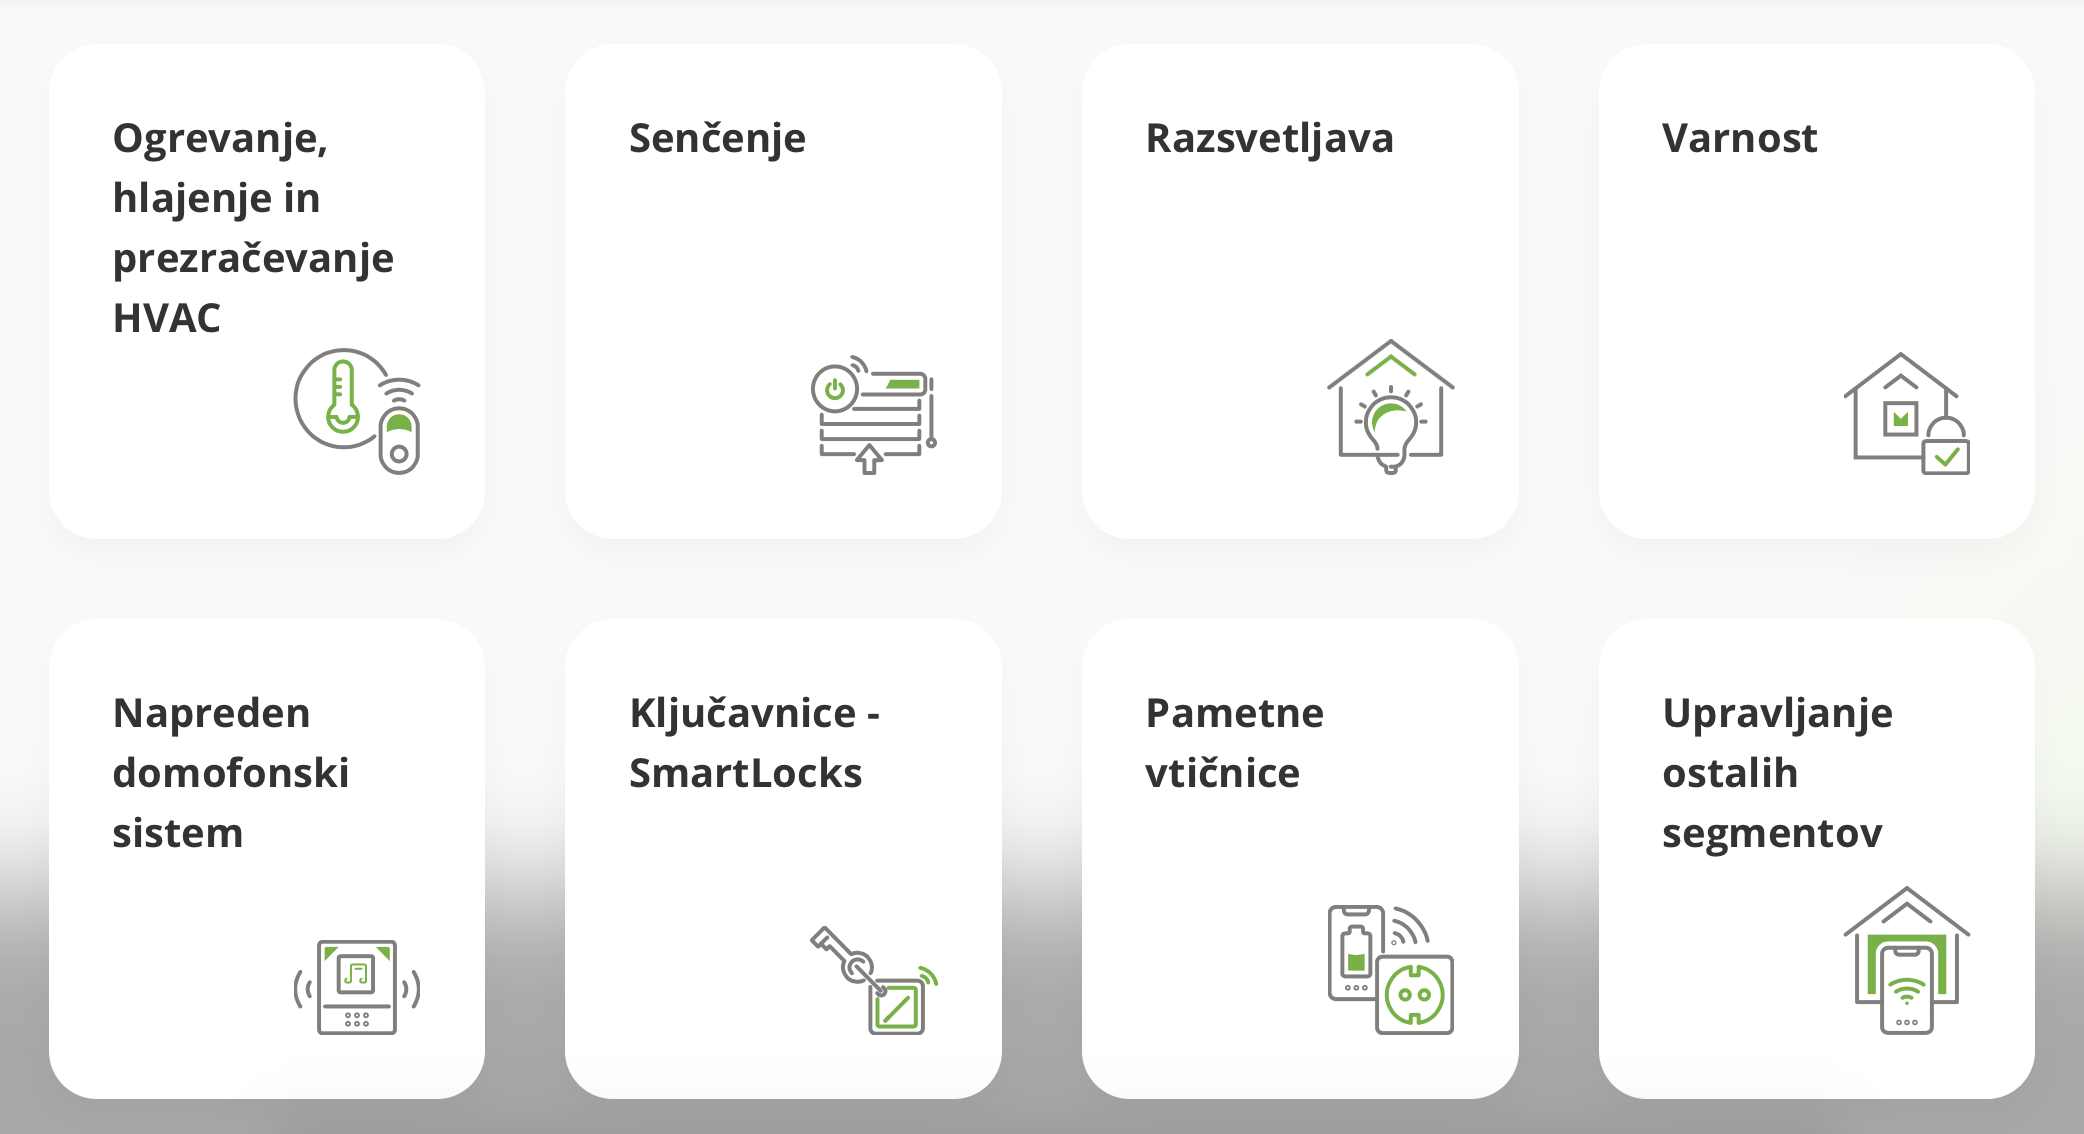 Ogrevanje,
hlajenje in
prezračevanje
HVAC
Senčenje
Razsvetljava
Varnost
Napreden
domofonski
sistem
Ključavnice -
SmartLocks
Pametne
vtičnice
Upravljanje
ostalih
segmentov